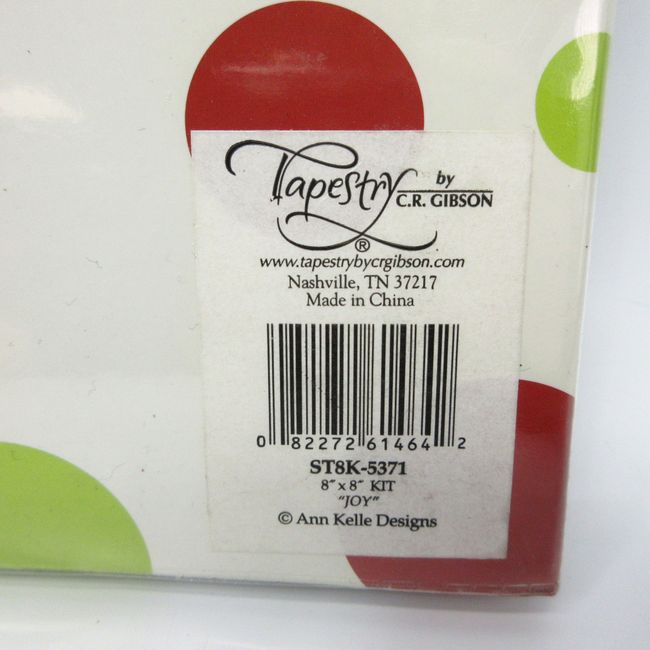 Tapestry by
C.R. GIBSON
®
www.tapestrybycrgibson.com
Nashville, TN 37217
Made in China
0 82272 61464 2
ST8K-5371
8″ x 8″ KIT
"JOY"
© Ann Kelle Designs